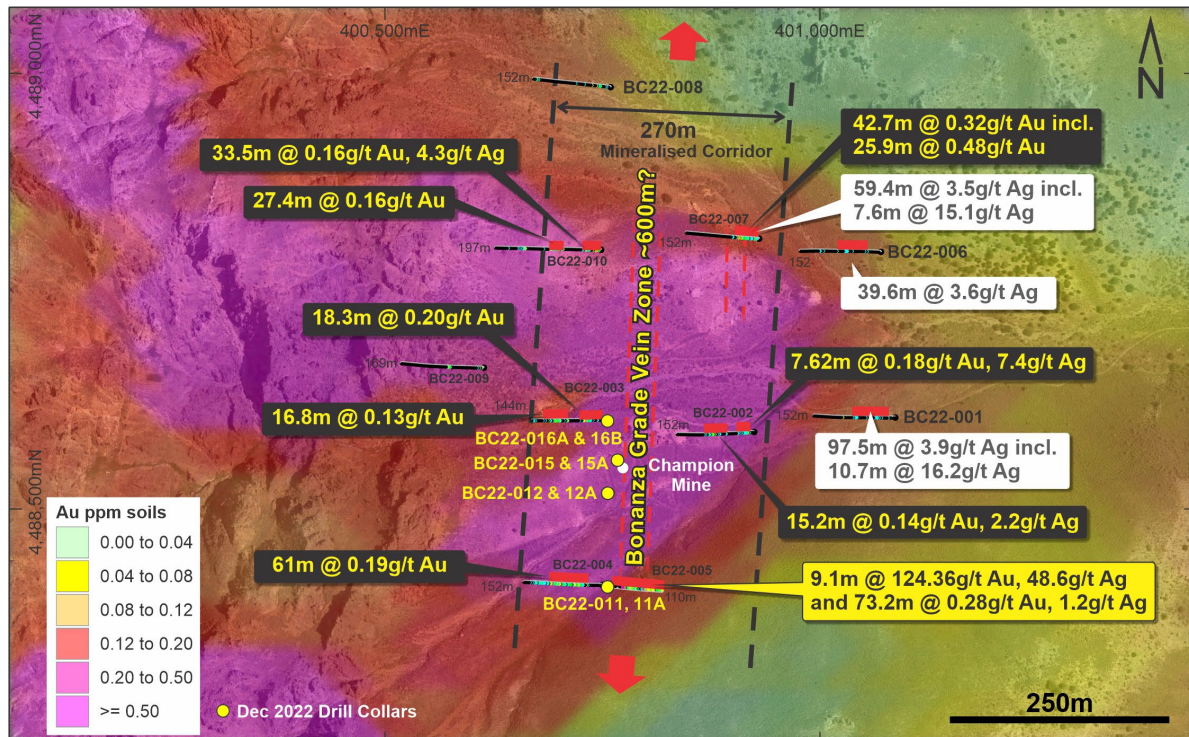 400,500mE
401,000mE
4,489,000mN
4,488,500mN
N
152m
BC22-008
270m
Mineralised Corridor
42.7m @ 0.32g/t Au incl.
25.9m @ 0.48g/t Au
33.5m @ 0.16g/t Au, 4.3g/t Ag
59.4m @ 3.5g/t Ag incl.
7.6m @ 15.1g/t Ag
27.4m @ 0.16g/t Au
BC22-007
152m
197m
BC22-010
152
BC22-006
39.6m @ 3.6g/t Ag
Bonanza Grade Vein Zone ~600m?
18.3m @ 0.20g/t Au
169m
BC22-009
7.62m @ 0.18g/t Au, 7.4g/t Ag
BC22-003
144m
16.8m @ 0.13g/t Au
BC22-002
152m
152m
BC22-001
BC22-016A & 16B
BC22-015 & 15A
Champion
Mine
97.5m @ 3.9g/t Ag incl.
10.7m @ 16.2g/t Ag
BC22-012 & 12A
15.2m @ 0.14g/t Au, 2.2g/t Ag
61m @ 0.19g/t Au
BC22-004
BC22-005
152m
110m
BC22-011, 11A
9.1m @ 124.36g/t Au, 48.6g/t Ag
and 73.2m @ 0.28g/t Au, 1.2g/t Ag
Au ppm soils
0.00 to 0.04
0.04 to 0.08
0.08 to 0.12
0.12 to 0.20
0.20 to 0.50
>= 0.50
Dec 2022 Drill Collars
250m